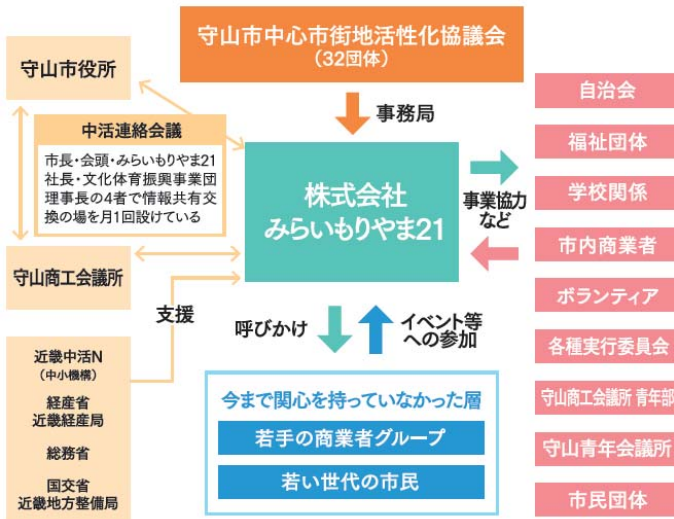 守山市中心市街地活性化協議会
（32団体）
守山市役所
事務局
中活連絡会議
市長・会頭・みらいもりやま21
社長・文化体育振興事業団
理事長の4者で情報共有交
換の場を月1回設けている
株式会社
みらいもりやま21
事業協力
など
守山商工会議所
支援
呼びかけ
イベント等
への参加
近畿中活N
（中小機構）
経産省
近畿経産局
総務省
国交省
近畿地方整備局
今まで関心を持っていなかった層
若手の商業者グループ
若い世代の市民
自治会
福祉団体
学校関係
市内商業者
ボランティア
各種実行委員会
守山商工会議所 青年部
守山青年会議所
市民団体